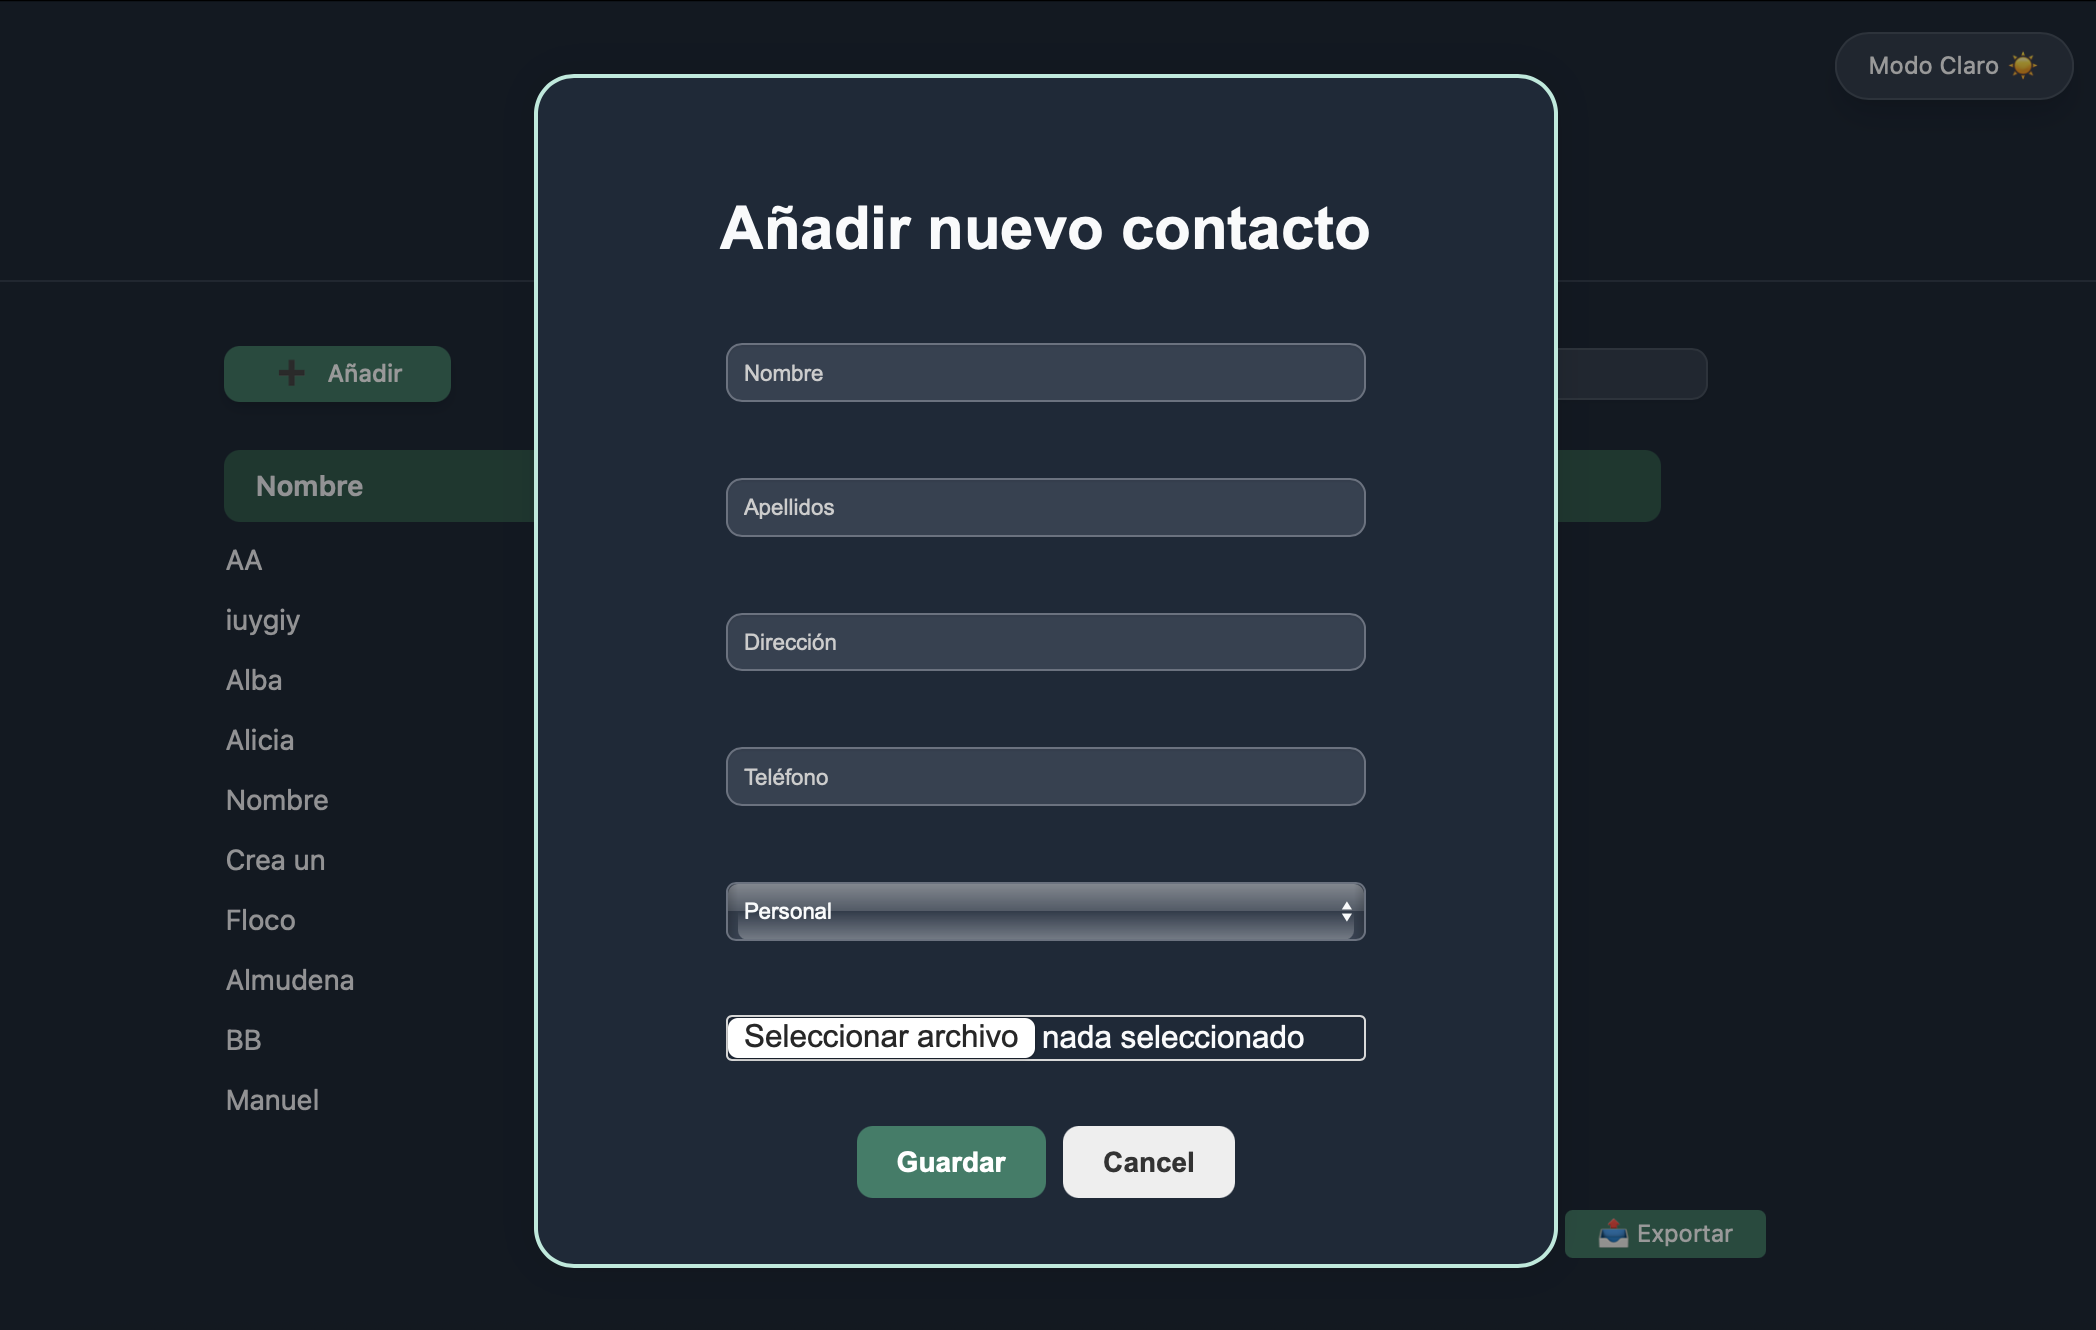 Modo Claro ☀️
Añadir nuevo contacto
➕ Añadir
Nombre
Apellidos
Dirección
Teléfono
Personal
Seleccionar archivo nada seleccionado
Guardar Cancel
Nombre
AA
iuygiy
Alba
Alicia
Nombre
Crea un
Floco
Almudena
BB
Manuel
📤 Exportar